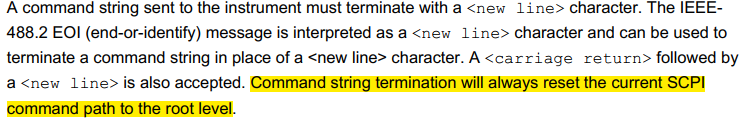 A command string sent to the instrument must terminate with a <new line> character. The IEEE-
488.2 EOI (end-or-identify) message is interpreted as a <new line> character and can be used to
terminate a command string in place of a <new line> character. A <carriage return> followed by
a <new line> is also accepted. Command string termination will always reset the current SCPI
command path to the root level.